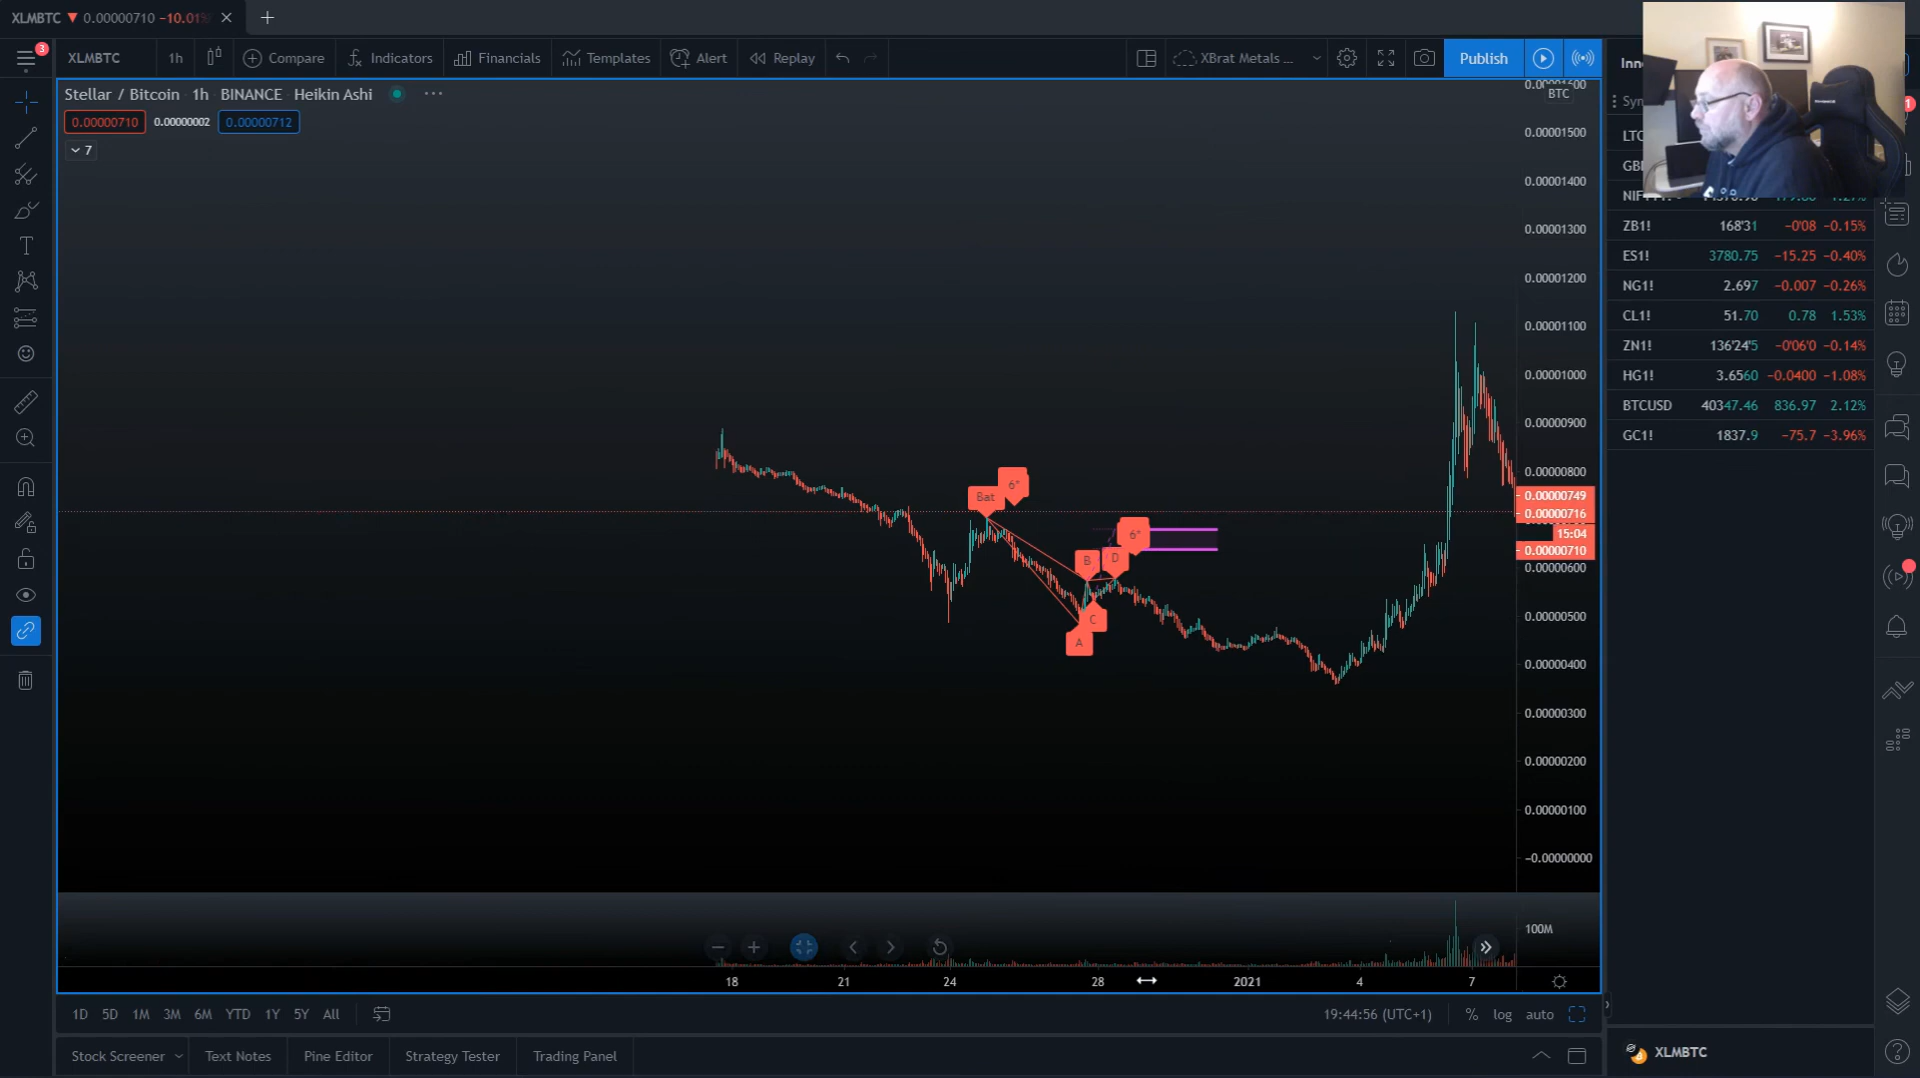 XLMBTC ▼ 0.00000710 −10.01%
3
XLMBTC 1h Compare Indicators Financials Templates Alert Replay XBrat Metals ... Publish
Stellar / Bitcoin 1h BINANCE Heikin Ashi
0.00000710 0.00000002 0.00000712
7
BTC
0.00001600
0.00001500
0.00001400
0.00001300
0.00001200
0.00001100
0.00001000
0.00000900
0.00000800
0.00000749
0.00000716
15:04
0.00000710
0.00000600
0.00000500
0.00000400
0.00000300
0.00000200
0.00000100
−0.00000000
100M
Bat
6*
6*
B
D
C
A
18 21 24 28 2021 4 7
1D 5D 1M 3M 6M YTD 1Y 5Y All
19:44:56 (UTC+1) % log auto
Stock Screener Text Notes Pine Editor Strategy Tester Trading Panel
LTC
ZB1! 168'31 −0'08 −0.15%
ES1! 3780.75 −15.25 −0.40%
NG1! 2.697 −0.007 −0.26%
CL1! 51.70 0.78 1.53%
ZN1! 136'24'5 −0'06'0 −0.14%
HG1! 3.6560 −0.0400 −1.08%
BTCUSD 40347.46 836.97 2.12%
GC1! 1837.9 −75.7 −3.96%
XLMBTC